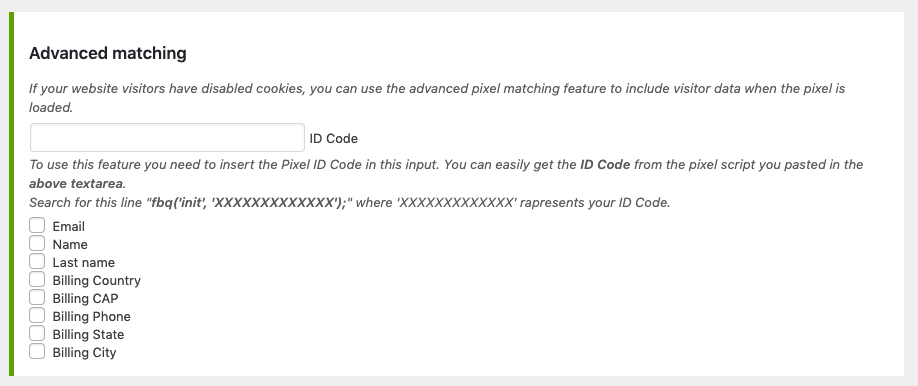 Advanced matching
If your website visitors have disabled cookies, you can use the advanced pixel matching feature to include visitor data when the pixel is
loaded.
ID Code
To use this feature you need to insert the Pixel ID Code in this input. You can easily get the ID Code from the pixel script you pasted in the
above textarea.
Search for this line "fbq('init', 'XXXXXXXXXXXXX');" where 'XXXXXXXXXXXXX' rapresents your ID Code.
Email
Name
Last name
Billing Country
Billing CAP
Billing Phone
Billing State
Billing City